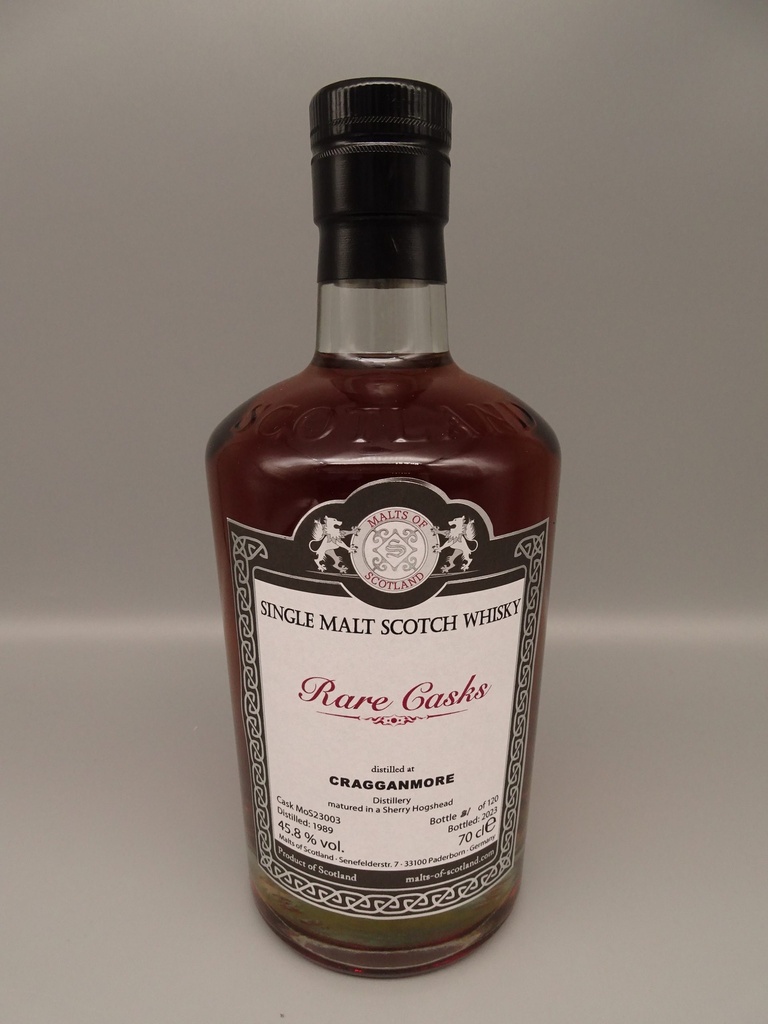 SCOTLAND
MALTS OF
S
SCOTLAND
SINGLE MALT SCOTCH WHISKY
Rare Casks
distilled at
CRAGGANMORE
Distillery
matured in a Sherry Hogshead
Cask MoS23003
Distilled: 1989
45.8 % vol.
Bottle of 120
Bottled: 2023
70 cl e
Malts of Scotland · Senefelderstr. 7 · 33100 Paderborn · Germany
Product of Scotland malts-of-scotland.com